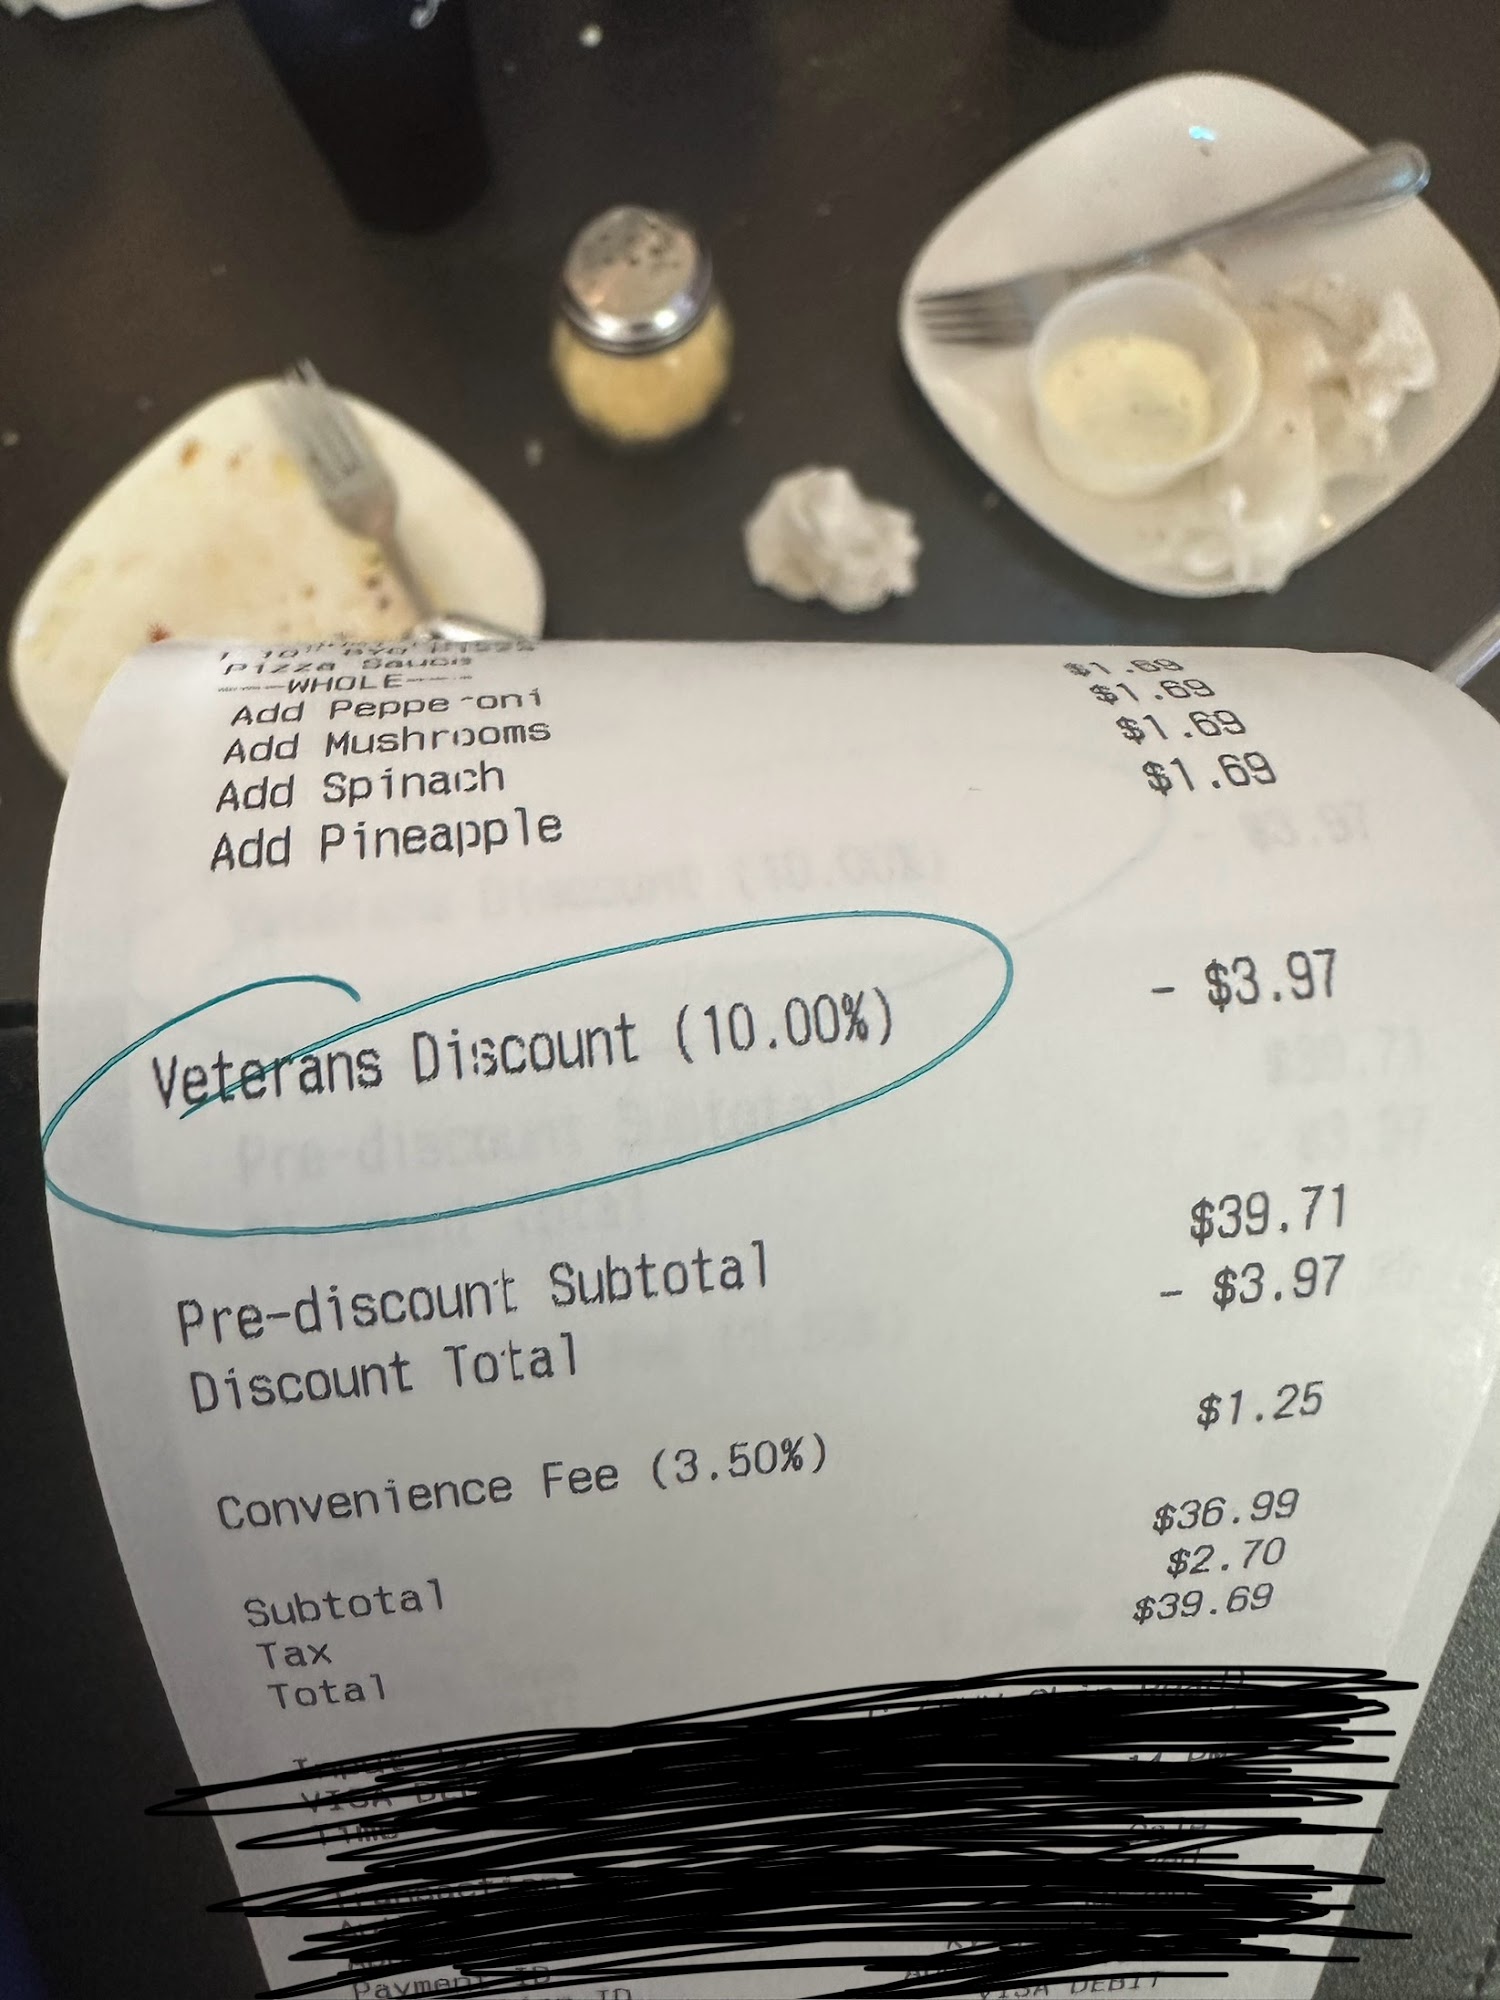 Pizza Sauce
----WHOLE----
Add Pepperoni $1.69
Add Mushrooms $1.69
Add Spinach $1.69
Add Pineapple $1.69
Veterans Discount (10.00%) - $3.97
Pre-discount Subtotal $39.71
Discount Total - $3.97
Convenience Fee (3.50%) $1.25
Subtotal $36.99
Tax $2.70
Total $39.69
Payment ID
VISA DEBIT